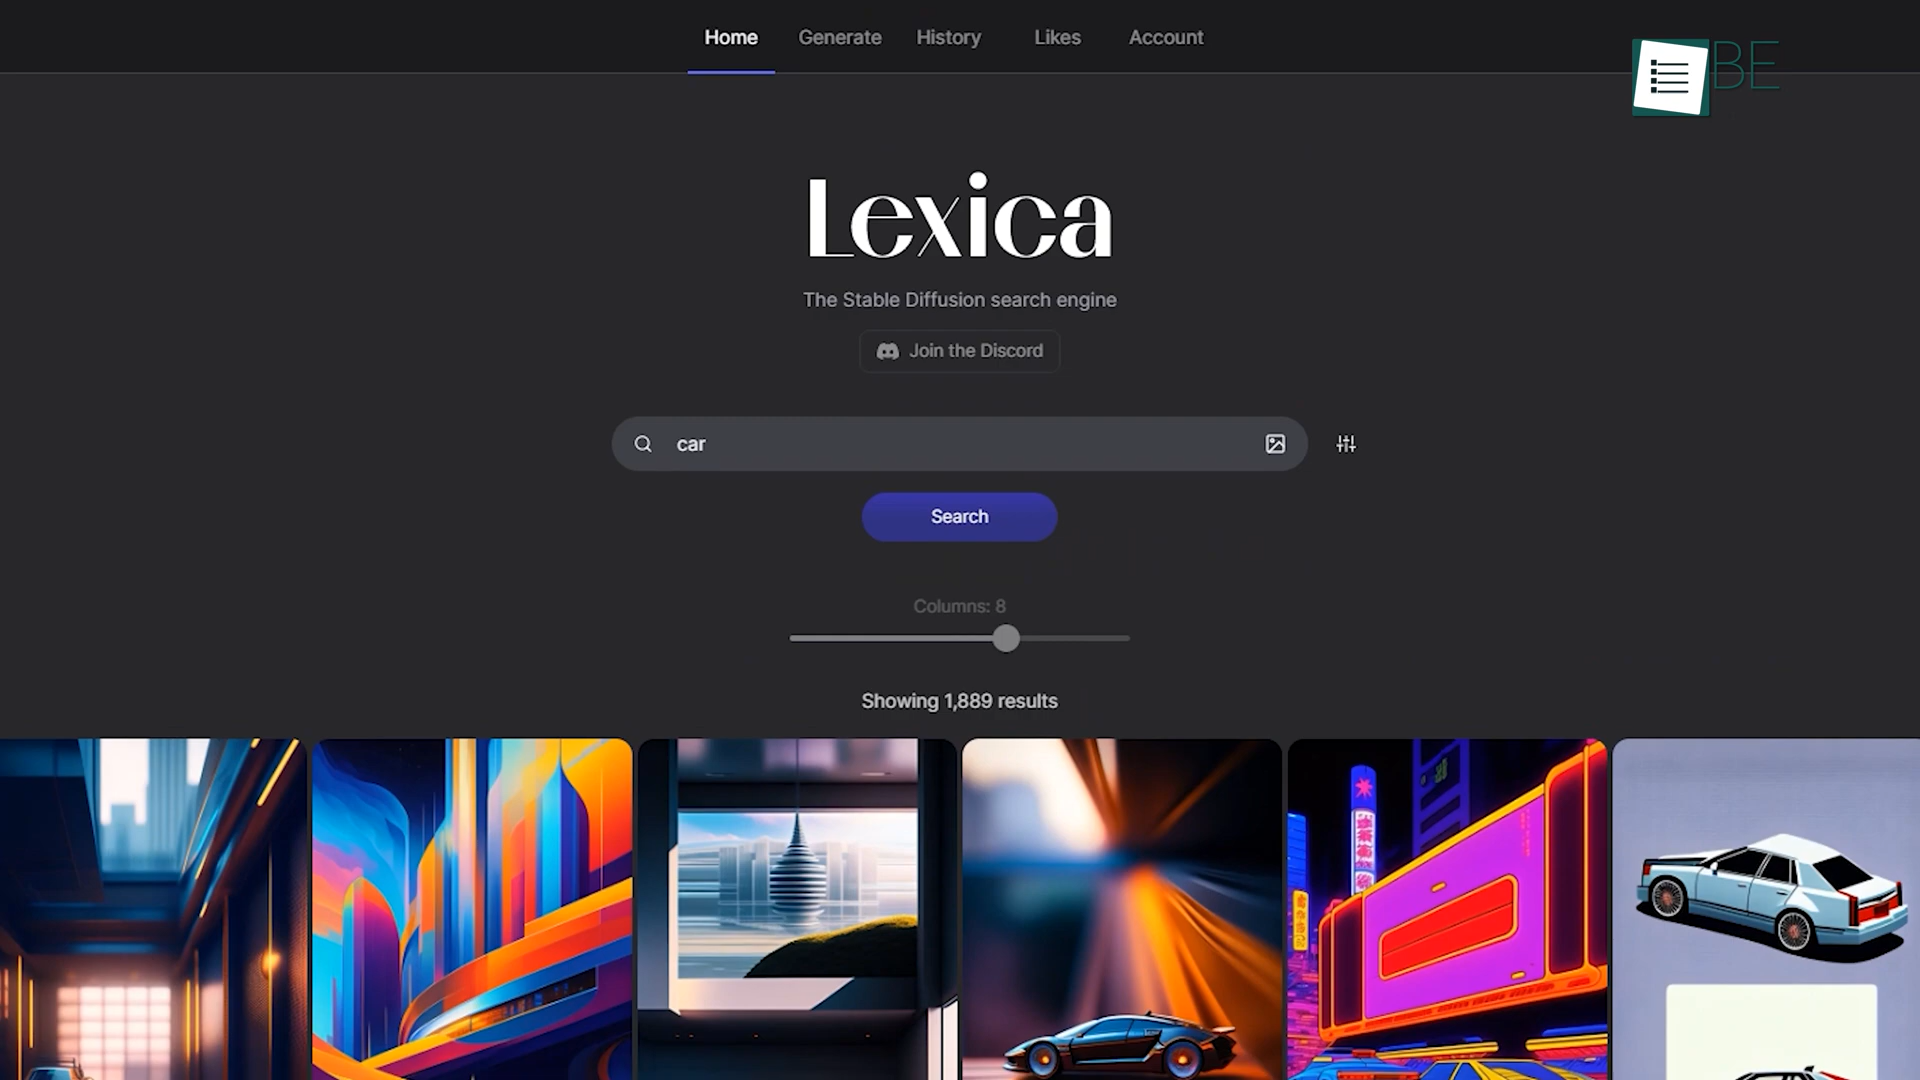 Home Generate History Likes Account
BE
Lexica
The Stable Diffusion search engine
Join the Discord
car
Search
Columns: 8
Showing 1,889 results